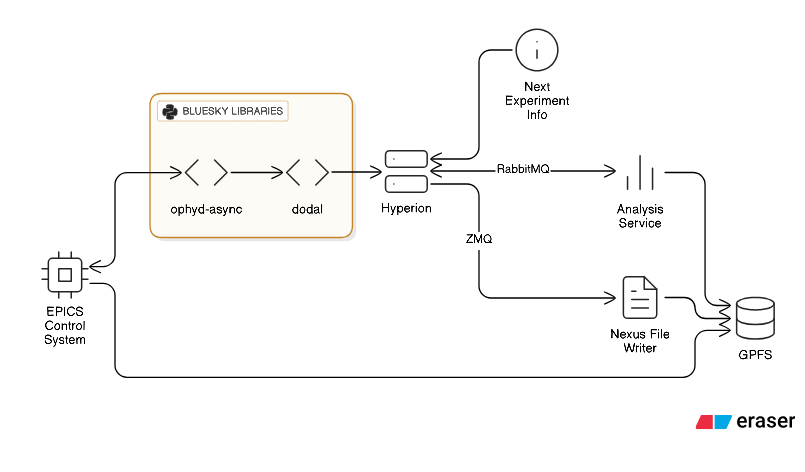 Next
Experiment
Info
BLUESKY LIBRARIES
ophyd-async
dodal
Hyperion
RabbitMQ
Analysis
Service
ZMQ
EPICS
Control
System
Nexus File
Writer
GPFS
eraser